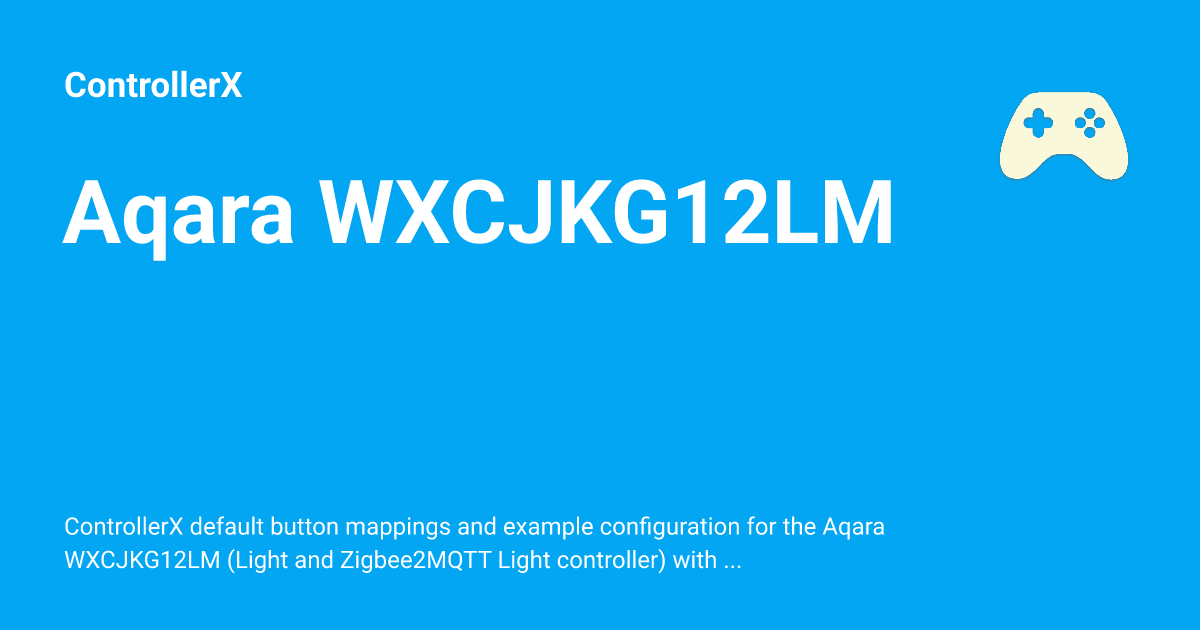 ControllerX
Aqara WXCJKG12LM
ControllerX default button mappings and example configuration for the Aqara
WXCJKG12LM (Light and Zigbee2MQTT Light controller) with ...